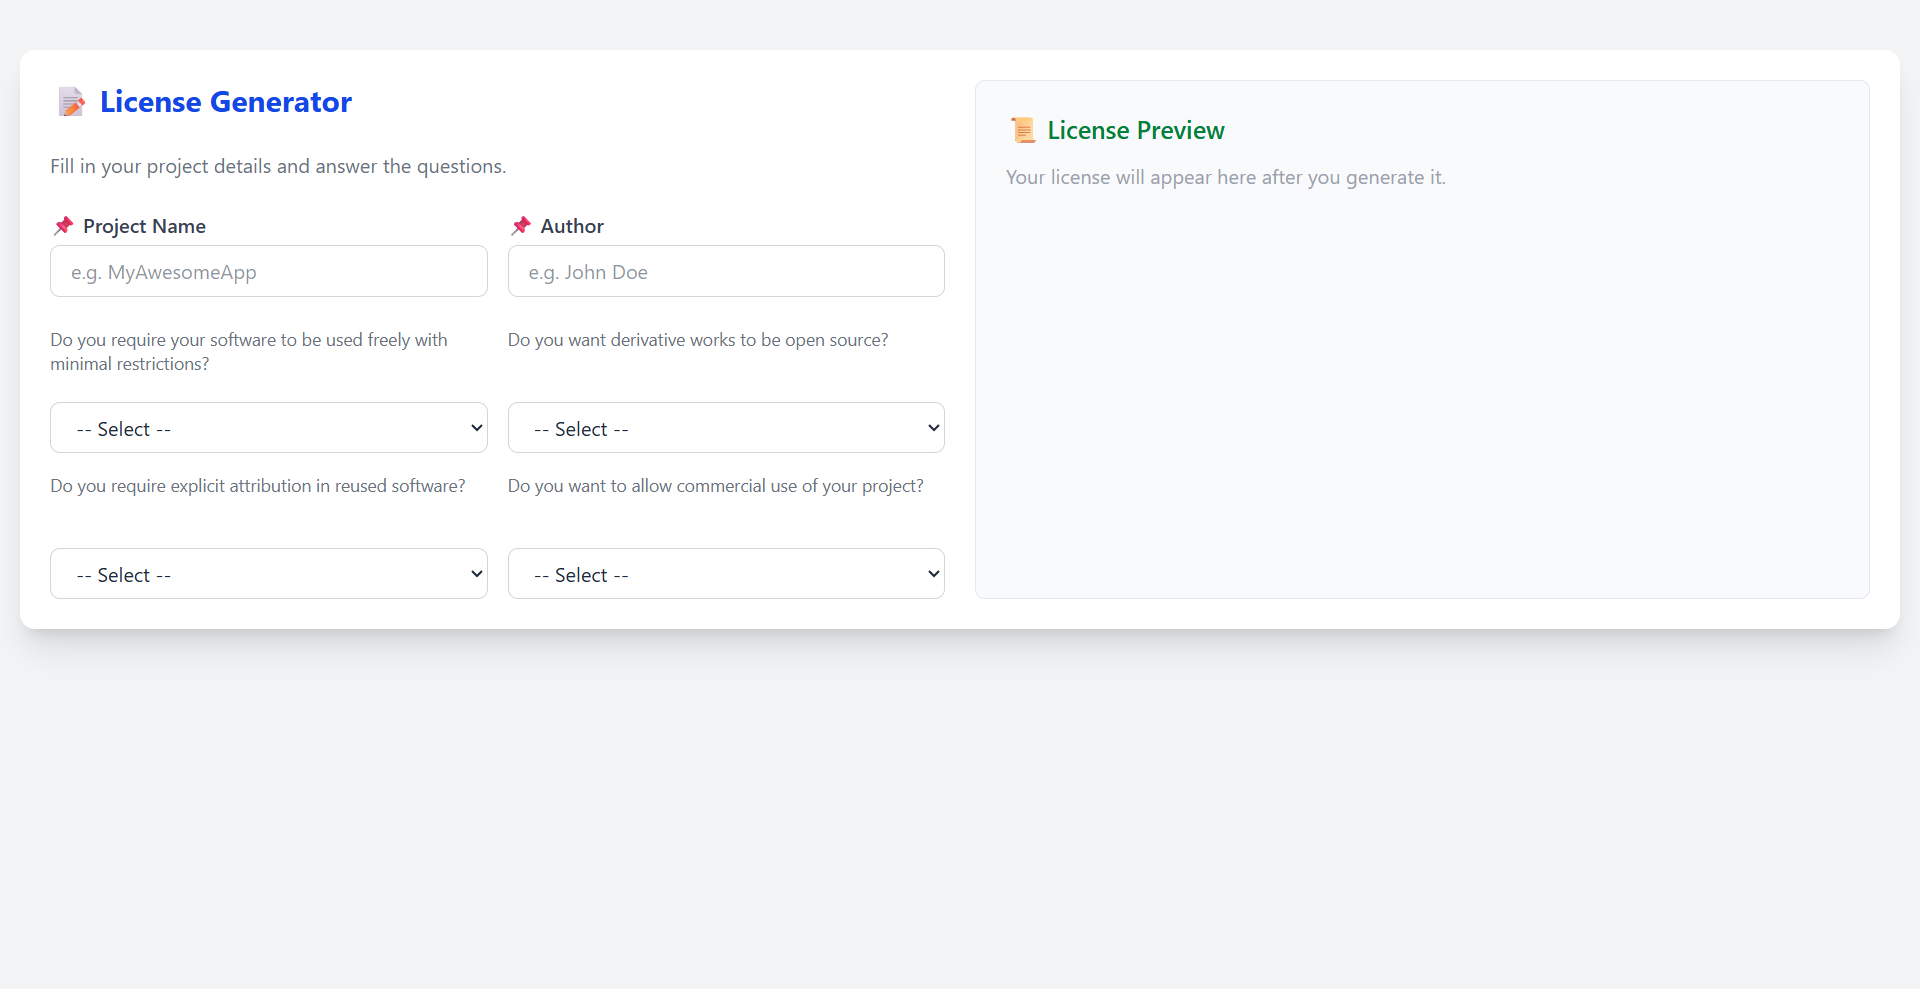 License Generator
Fill in your project details and answer the questions.
Project Name
e.g. MyAwesomeApp
Author
e.g. John Doe
Do you require your software to be used freely with
minimal restrictions?
-- Select --
Do you want derivative works to be open source?
-- Select --
Do you require explicit attribution in reused software?
-- Select --
Do you want to allow commercial use of your project?
-- Select --
License Preview
Your license will appear here after you generate it.